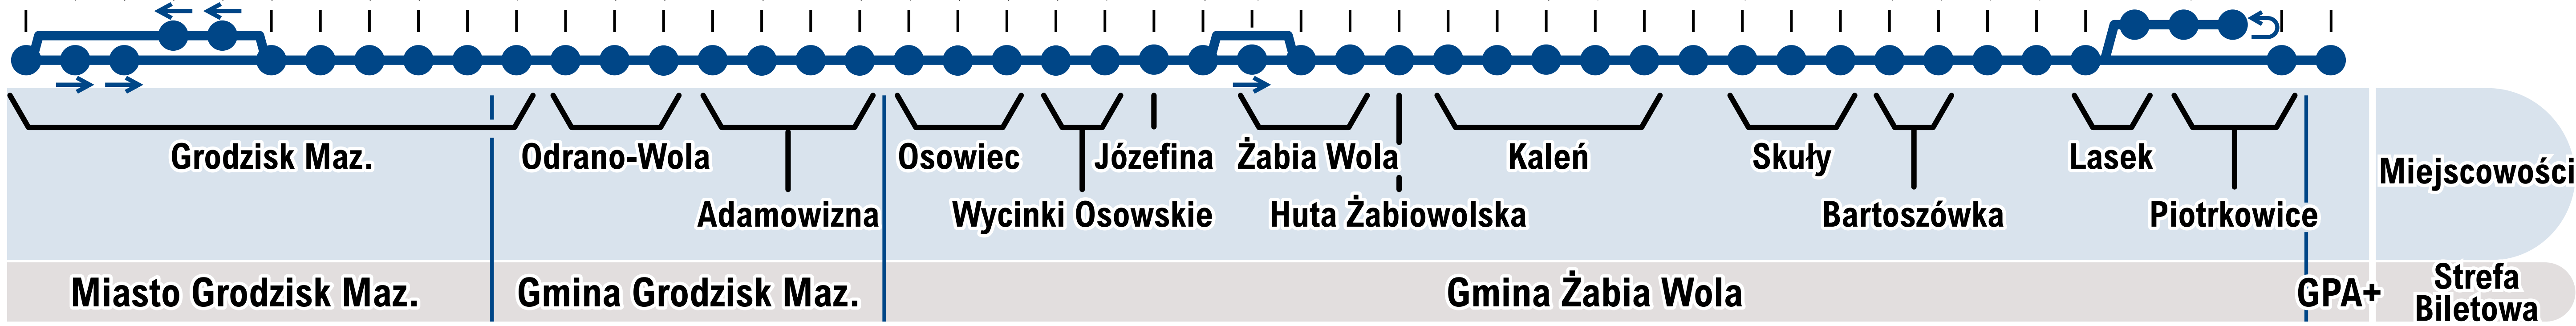 Grodzisk Maz.
Odrano-Wola
Adamowizna
Osowiec
Wycinki Osowskie
Józefina
Żabia Wola
Huta Żabiowolska
Kaleń
Skuły
Bartoszówka
Lasek
Piotrkowice
Miejscowości
Miasto Grodzisk Maz.
Gmina Grodzisk Maz.
Gmina Żabia Wola
GPA+
Strefa
Biletowa